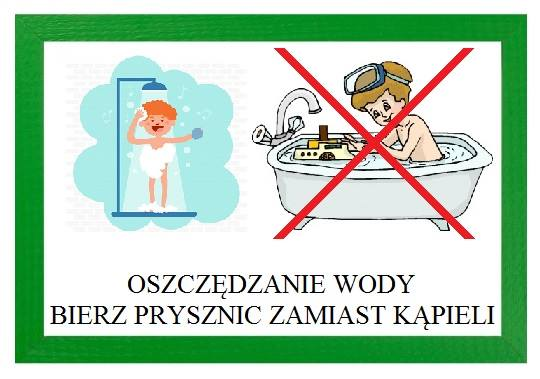 OSZCZĘDZANIE WODY
BIERZ PRYSZNIC ZAMIAST KĄPIELI